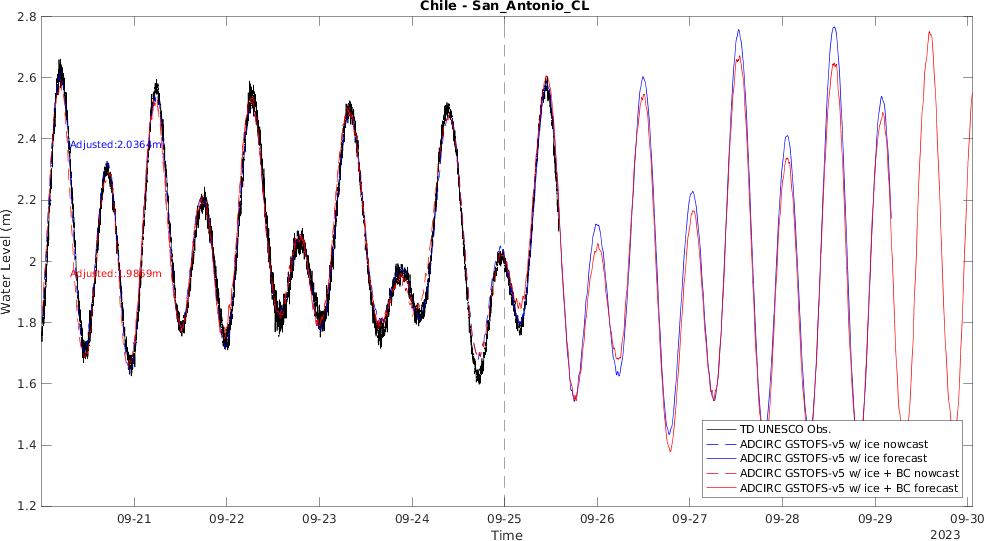 Chile - San_Antonio_CL
2.8
2.6
2.4
2.2
2
1.8
1.6
1.4
1.2
Water Level (m)
Adjusted:2.0364m
Adjusted:1.9869m
TD UNESCO Obs.
ADCIRC GSTOFS-v5 w/ ice nowcast
ADCIRC GSTOFS-v5 w/ ice forecast
ADCIRC GSTOFS-v5 w/ ice + BC nowcast
ADCIRC GSTOFS-v5 w/ ice + BC forecast
09-21 09-22 09-23 09-24 09-25 09-26 09-27 09-28 09-29 09-30
Time
2023